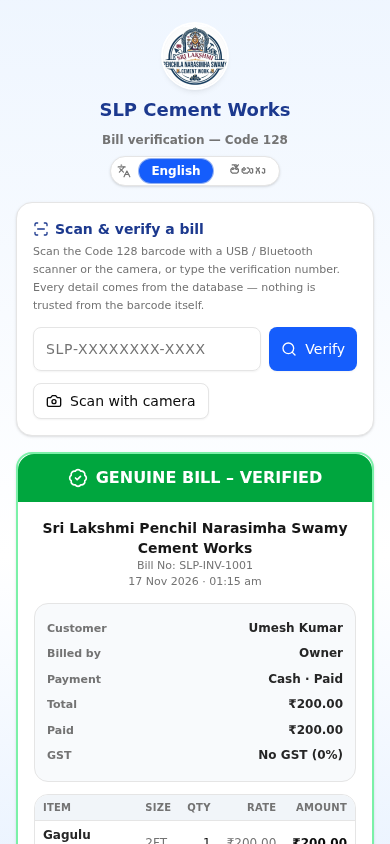 SRI LAKSHMI
PENCHILA NARASIMHA SWAMY
CEMENT WORKS
SLP Cement Works
Bill verification — Code 128
English
తెలుగు
Scan & verify a bill
Scan the Code 128 barcode with a USB / Bluetooth
scanner or the camera, or type the verification number.
Every detail comes from the database — nothing is
trusted from the barcode itself.
SLP-XXXXXXXX-XXXX
Verify
Scan with camera
GENUINE BILL – VERIFIED
Sri Lakshmi Penchil Narasimha Swamy
Cement Works
Bill No: SLP-INV-1001
17 Nov 2026 · 01:15 am
Customer Umesh Kumar
Billed by Owner
Payment Cash · Paid
Total ₹200.00
Paid ₹200.00
GST No GST (0%)
ITEM SIZE QTY RATE AMOUNT
Gagulu 2FT 1 ₹200.00 ₹200.00